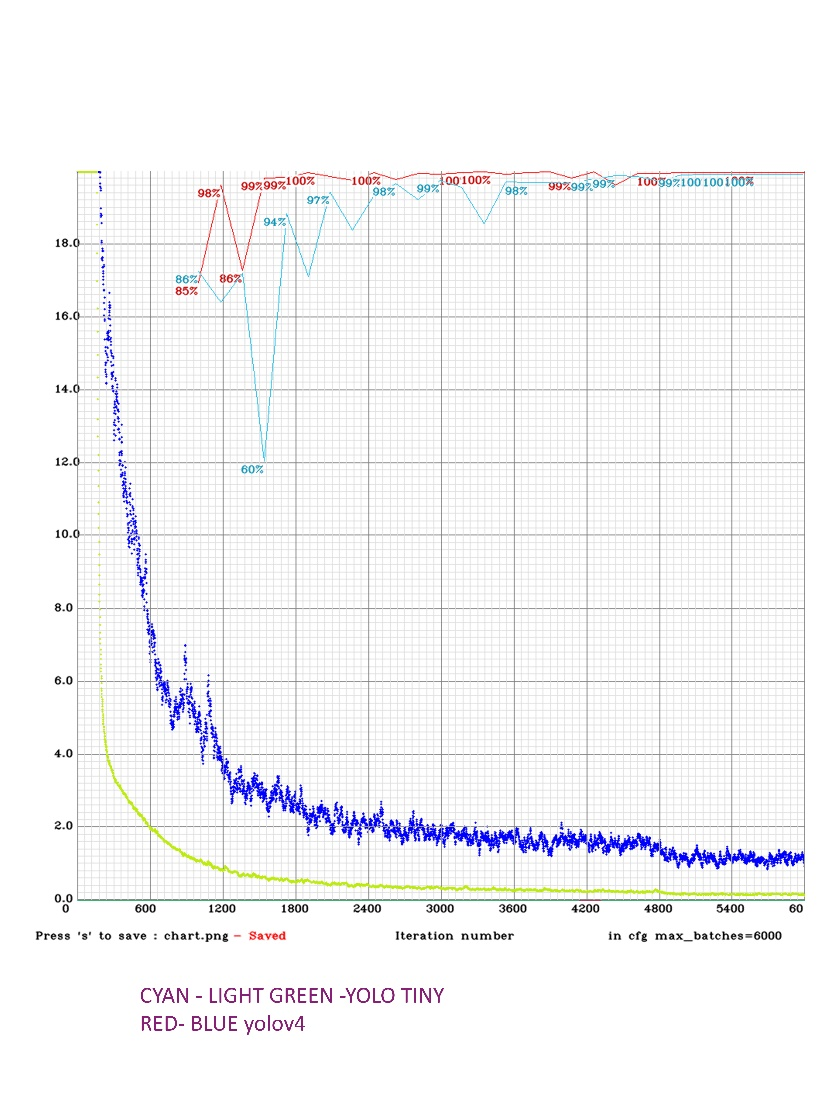 98% 99%99%100% 100% 100100% 99%99%99% 100% 99%100100100%
97% 98% 99% 98%
94%
18.0
86% 86%
85%
16.0
14.0
12.0
60%
10.0
8.0
6.0
4.0
2.0
0.0
0 600 1200 1800 2400 3000 3600 4200 4800 5400 60
Press 's' to save : chart.png - Saved Iteration number in cfg max_batches=6000
CYAN - LIGHT GREEN -YOLO TINY
RED- BLUE yolov4